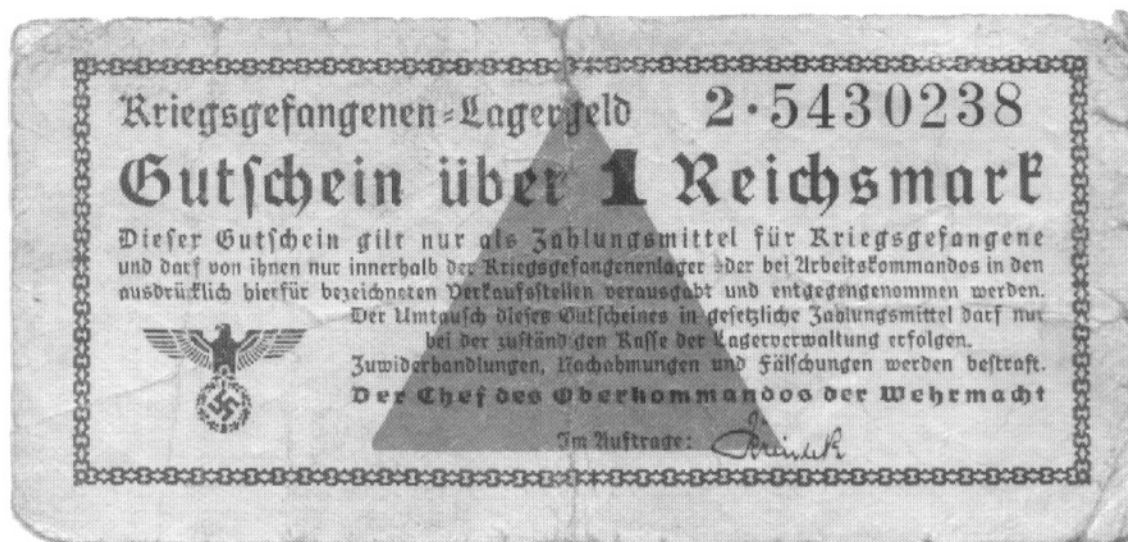 Kriegsgefangenen-Lagergeld 2·5430238
Gutschein über 1 Reichsmark
Dieser Gutschein gilt nur als Zahlungsmittel für Kriegsgefangene
und darf von ihnen nur innerhalb der Kriegsgefangenenlager oder bei Arbeitskommandos in den
ausdrücklich hierfür bezeichneten Verkaufsstellen verausgabt und entgegengenommen werden.
Der Umtausch dieses Gutscheines in gesetzliche Zahlungsmittel darf nur
bei der zuständigen Kasse der Lagerverwaltung erfolgen.
Zuwiderhandlungen, Nachahmungen und Fälschungen werden bestraft.
Der Chef des Oberkommandos der Wehrmacht
Im Auftrage: